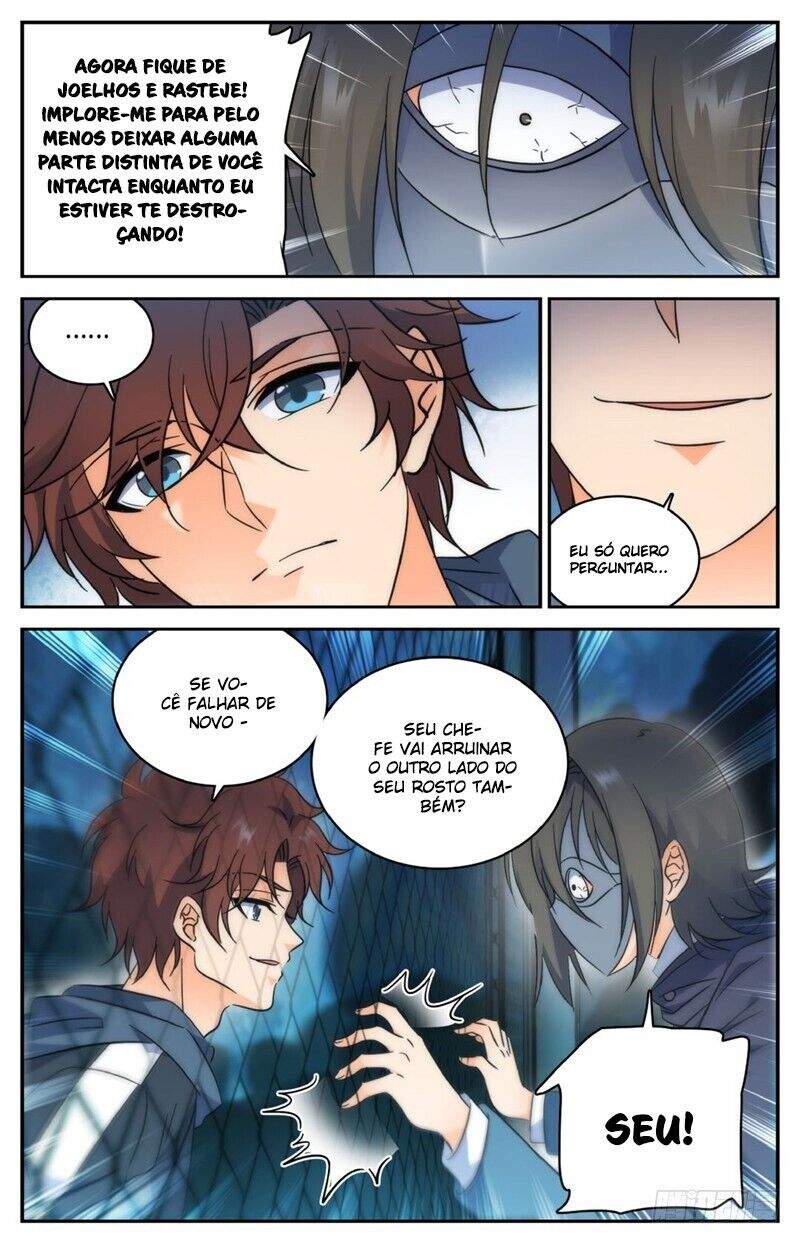 AGORA FIQUE DE
JOELHOS E RASTEJE!
IMPLORE-ME PARA PELO
MENOS DEIXAR ALGUMA
PARTE DISTINTA DE VOCÊ
INTACTA ENQUANTO EU
ESTIVER TE DESTRO-
ÇANDO!
......
EU SÓ QUERO
PERGUNTAR...
SE VO-
CÊ FALHAR DE
NOVO -
SEU CHE-
FE VAI ARRUINAR
O OUTRO LADO DO
SEU ROSTO TAM-
BÉM?
SEU!